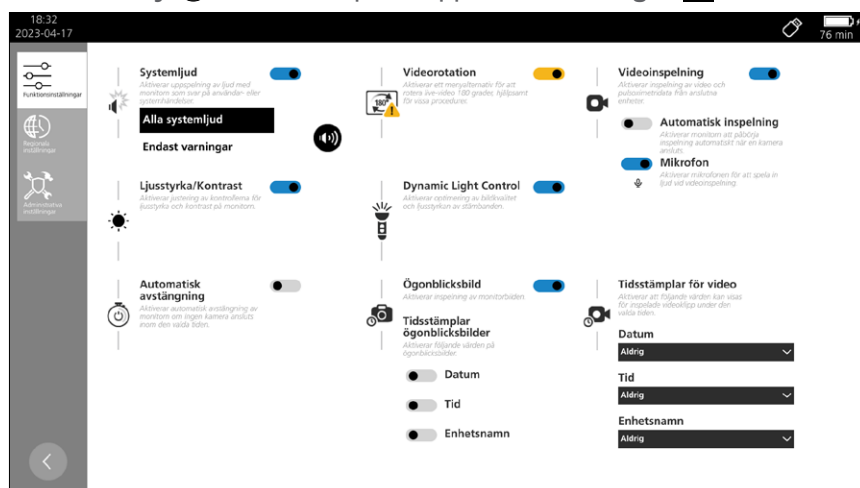 18:32
2023-04-17
76 min
Funktionsinställningar
Regionala
inställningar
Administrativa
inställningar
Systemljud
Aktiverar uppspelning av ljud med
monitorn som svar på användar- eller
systemhändelser.
Alla systemljud
Endast varningar
Ljusstyrka/Kontrast
Aktiverar justering av kontrollerna för
ljusstyrka och kontrast på monitorn.
Automatisk
avstängning
Aktiverar automatisk avstängning av
monitorn om ingen kamera ansluts
inom den valda tiden.
Videorotation
Aktiverar ett menyalternativ för att
rotera live-video 180 grader, hjälpsamt
för vissa procedurer.
180°
Dynamic Light Control
Aktiverar optimering av bildkvalitet
och ljusstyrkan av stämbanden.
Ögonblicksbild
Aktiverar inspelning av monitorbilden
Tidsstämplar
ögonblicksbilder
Aktiverar följande värden på
ögonblicksbilder.
Datum
Tid
Enhetsnamn
Videoinspelning
Aktiverar inspelning av video och
pulsoximetridata från anslutna
enheter.
Automatisk inspelning
Aktiverar monitorn att påbörja
inspelning automatiskt när en kamera
ansluts.
Mikrofon
Aktiverar mikrofonen för att spela in
ljud vid videoinspelning.
Tidsstämplar för video
Aktiverar att följande värden kan visas
för inspelade videoklipp under den
valda tiden.
Datum
Aldrig
Tid
Aldrig
Enhetsnamn
Aldrig